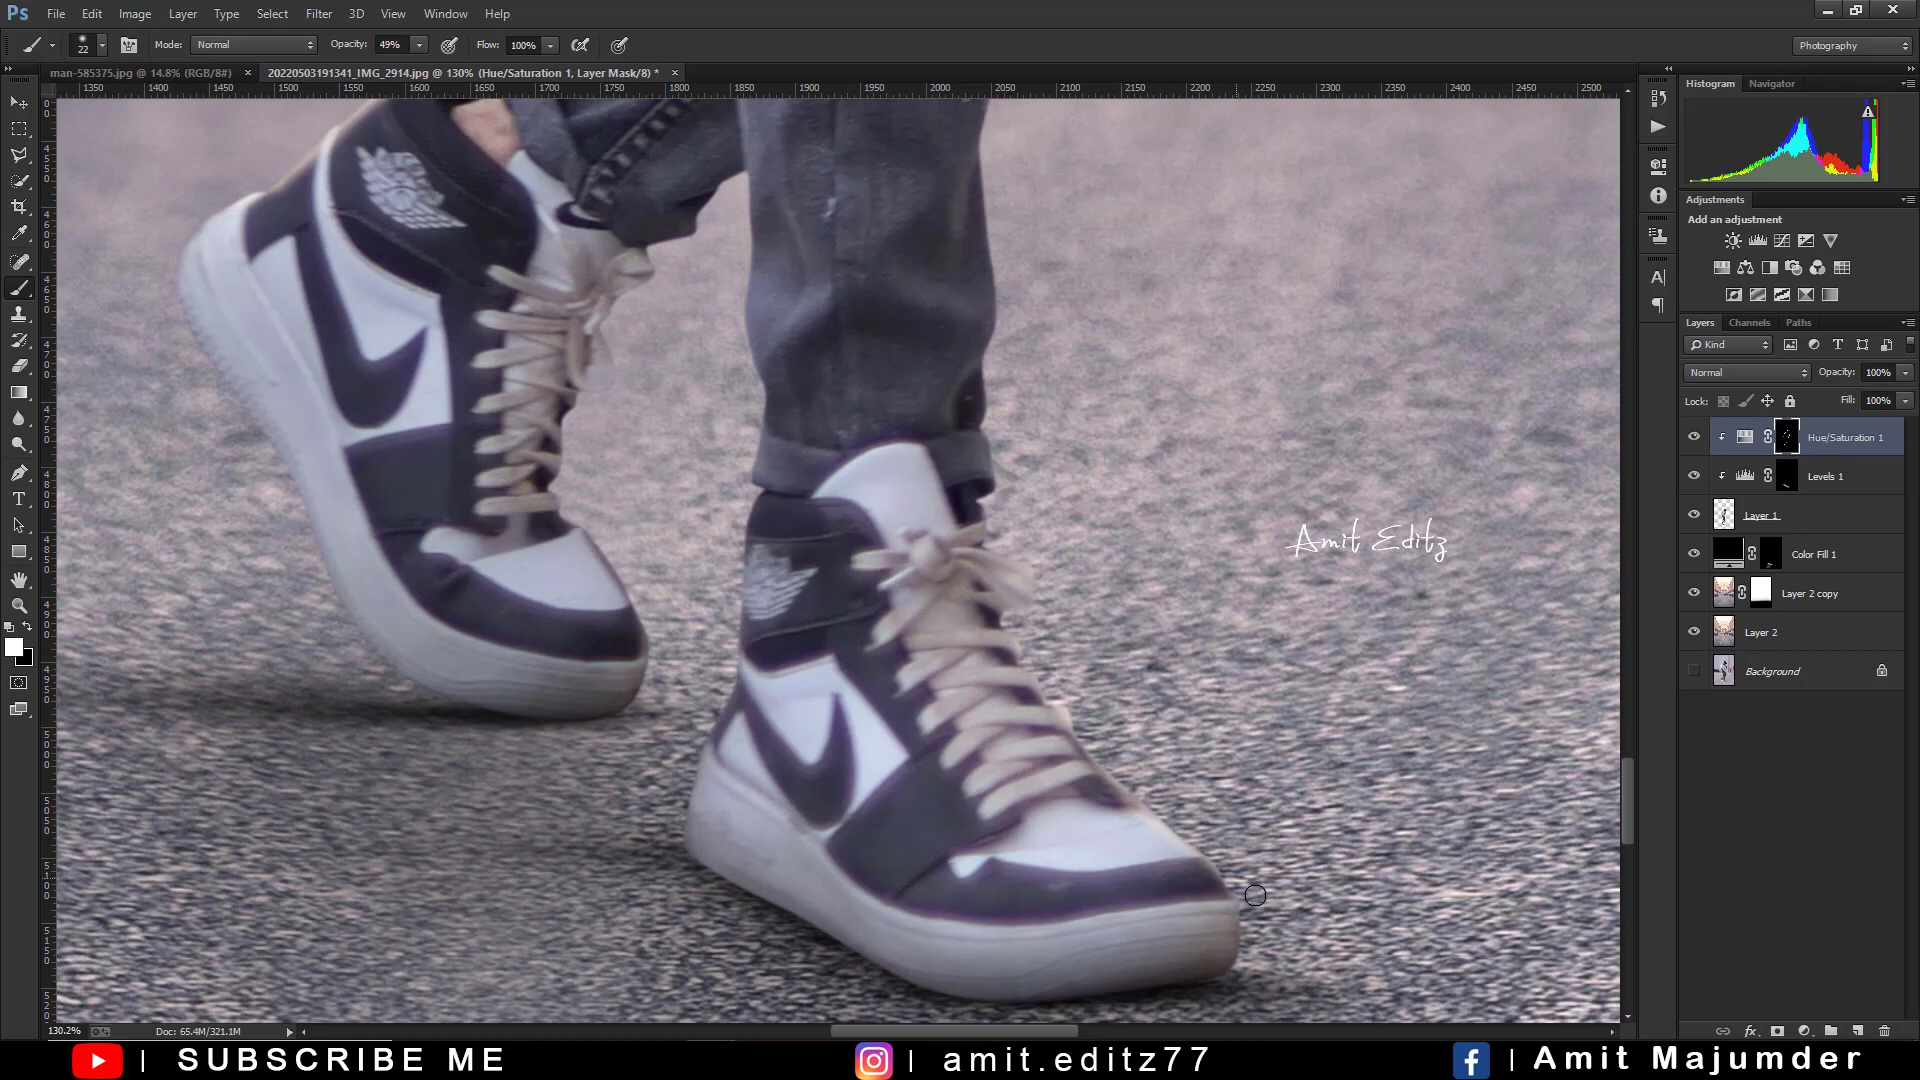 Ps File Edit Image Layer Type Select Filter 3D View Window Help
22 Mode: Normal Opacity: 49% Flow: 100% Photography
man-585375.jpg @ 14.8% (RGB/8#) × 20220503191341_IMG_2914.jpg @ 130% (Hue/Saturation 1, Layer Mask/8) * ×
1350 1400 1450 1500 1550 1600 1650 1700 1750 1800 1850 1900 1950 2000 2050 2100 2150 2200 2250 2300 2350 2400 2450 2500
Histogram Navigator
Adjustments
Add an adjustment
Layers Channels Paths
Kind
Normal Opacity: 100%
Lock: Fill: 100%
Hue/Saturation 1
Levels 1
Layer 1
Color Fill 1
Layer 2 copy
Layer 2
Background
Amit Editz
130.2% Doc: 65.4M/321.1M
| SUBSCRIBE ME | amit.editz77 | Amit Majumder